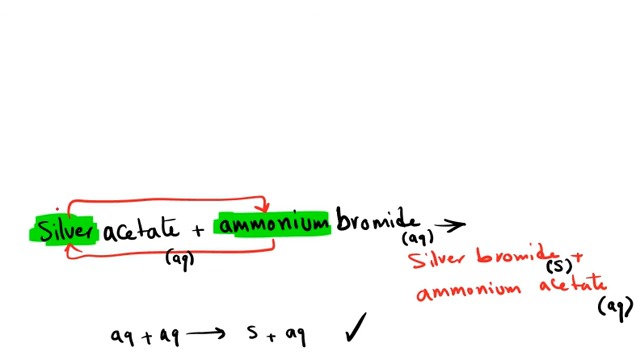 Silver acetate + ammonium bromide →
(aq) (aq)
Silver bromide +
(s)
ammonium acetate
(aq)
aq + aq → s + aq ✓